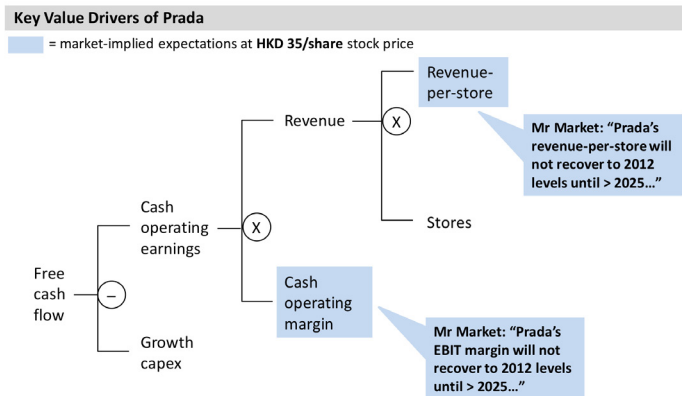 Key Value Drivers of Prada
= market-implied expectations at HKD 35/share stock price
Revenue-
per-store
Revenue
X
Mr Market: “Prada’s
revenue-per-store will
not recover to 2012
levels until > 2025…”
Cash
operating
earnings
X
Stores
Free
cash
flow
–
Cash
operating
margin
Growth
capex
Mr Market: “Prada’s
EBIT margin will not
recover to 2012 levels
until > 2025…”